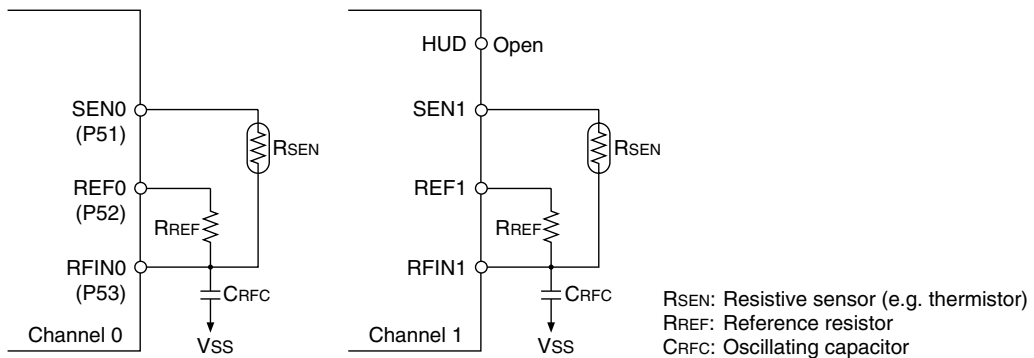 SEN0
(P51)
RSEN
REF0
(P52)
RREF
RFIN0
(P53)
CRFC
Channel 0
VSS
HUD
Open
SEN1
RSEN
REF1
RREF
RFIN1
CRFC
Channel 1
VSS
RSEN: Resistive sensor (e.g. thermistor)
RREF: Reference resistor
CRFC: Oscillating capacitor